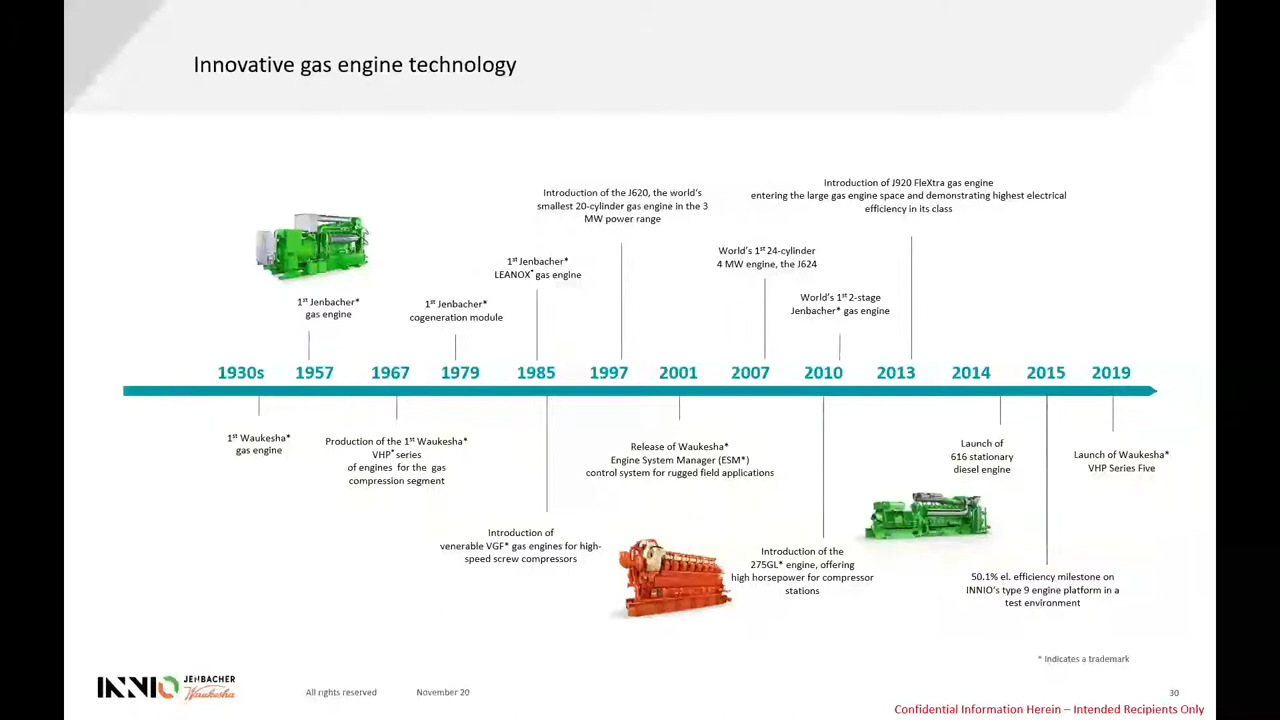 Innovative gas engine technology
Introduction of the J620, the world's
smallest 20-cylinder gas engine in the 3
MW power range
Introduction of J920 FleXtra gas engine
entering the large gas engine space and demonstrating highest electrical
efficiency in its class
1st Jenbacher*
LEANOX* gas engine
World's 1st 24-cylinder
4 MW engine, the J624
1st Jenbacher*
gas engine
1st Jenbacher*
cogeneration module
World's 1st 2-stage
Jenbacher* gas engine
1930s 1957 1967 1979 1985 1997 2001 2007 2010 2013 2014 2015 2019
1st Waukesha*
gas engine
Production of the 1st Waukesha*
VHP* series
of engines for the gas
compression segment
Release of Waukesha*
Engine System Manager (ESM*)
control system for rugged field applications
Launch of
616 stationary
diesel engine
Launch of Waukesha*
VHP Series Five
Introduction of
venerable VGF* gas engines for high-
speed screw compressors
Introduction of the
275GL* engine, offering
high horsepower for compressor
stations
50.1% el. efficiency milestone on
INNIO's type 9 engine platform in a
test environment
* Indicates a trademark
INNIO JENBACHER
Waukesha
All rights reserved November 20 30
Confidential Information Herein – Intended Recipients Only